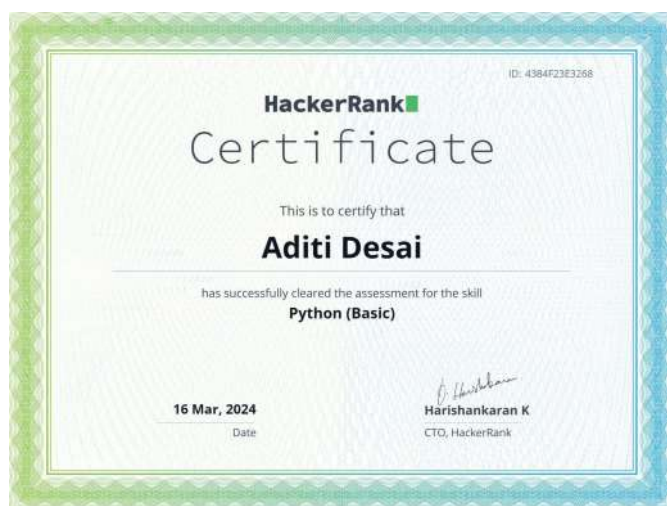 ID: 4384F23E3268
HackerRank
Certificate
This is to certify that
Aditi Desai
has successfully cleared the assessment for the skill
Python (Basic)
16 Mar, 2024
Date
Harishankaran K
CTO, HackerRank